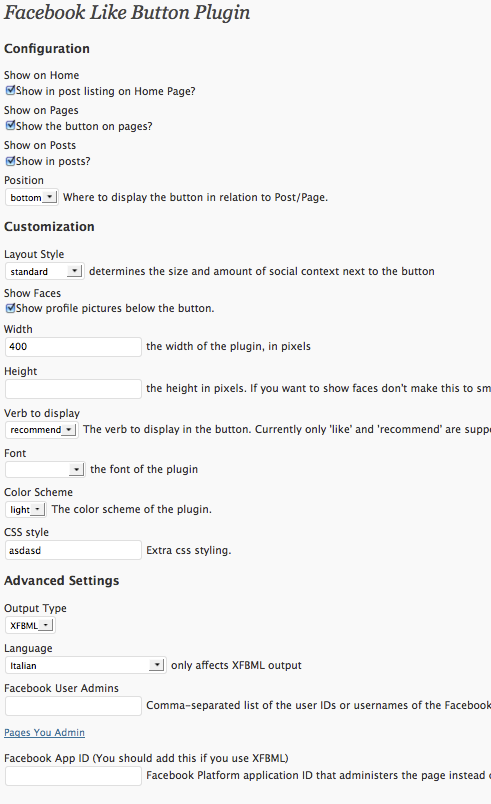 Facebook Like Button Plugin
Configuration
Show on Home
Show in post listing on Home Page?
Show on Pages
Show the button on pages?
Show on Posts
Show in posts?
Position
bottom Where to display the button in relation to Post/Page.
Customization
Layout Style
standard determines the size and amount of social context next to the button
Show Faces
Show profile pictures below the button.
Width
400 the width of the plugin, in pixels
Height
the height in pixels. If you want to show faces don't make this to sm
Verb to display
recommend The verb to display in the button. Currently only 'like' and 'recommend' are supp
Font
the font of the plugin
Color Scheme
light The color scheme of the plugin.
CSS style
asdasd Extra css styling.
Advanced Settings
Output Type
XFBML
Language
Italian only affects XFBML output
Facebook User Admins
Comma-separated list of the user IDs or usernames of the Facebook
Pages You Admin
Facebook App ID (You should add this if you use XFBML)
Facebook Platform application ID that administers the page instead